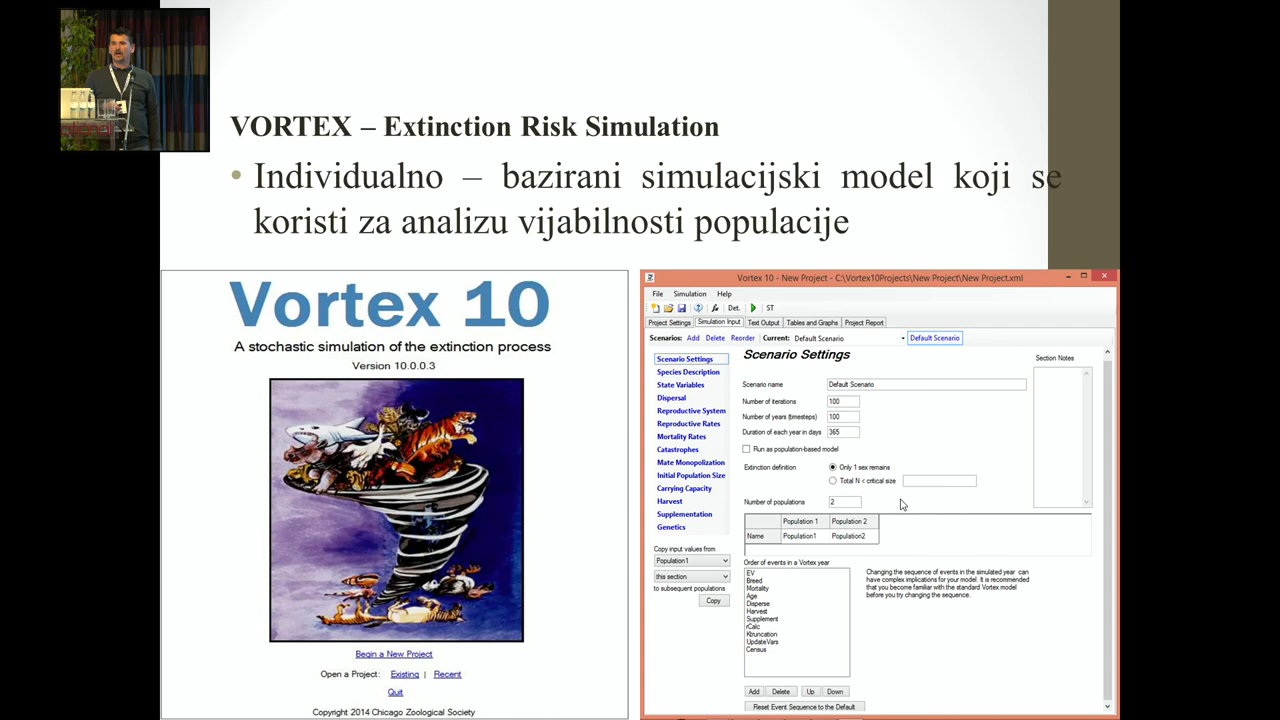 VORTEX – Extinction Risk Simulation
• Individualno – bazirani simulacijski model koji se
koristi za analizu vijabilnosti populacije
Vortex 10
A stochastic simulation of the extinction process
Version 10.0.0.3
Begin a New Project
Open a Project: Existing | Recent
Quit
Copyright 2014 Chicago Zoological Society
Vortex 10 - New Project - C:\Vortex10Projects\New Project\New Project.xml
File Simulation Help
fx Det. ST
Project Settings Simulation Input Text Output Tables and Graphs Project Report
Scenarios: Add Delete Reorder Current: Default Scenario Default Scenario
Scenario Settings
Species Description
State Variables
Dispersal
Reproductive System
Reproductive Rates
Mortality Rates
Catastrophes
Mate Monopolization
Initial Population Size
Carrying Capacity
Harvest
Supplementation
Genetics
Copy input values from
Population1
this section
to subsequent populations
Copy
Scenario Settings
Section Notes
Scenario name Default Scenario
Number of iterations 100
Number of years (timesteps) 100
Duration of each year in days 365
Run as population-based model
Extinction definition Only 1 sex remains
Total N < critical size
Number of populations 2
Population 1 Population 2
Name Population1 Population2
Order of events in a Vortex year
EV
Breed
Mortality
Age
Disperse
Harvest
Supplement
rCalc
Ktruncation
UpdateVars
Census
Changing the sequence of events in the simulated year can
have complex implications for your model. It is recommended
that you become familiar with the standard Vortex model
before you try changing the sequence.
Add Delete Up Down
Reset Event Sequence to the Default